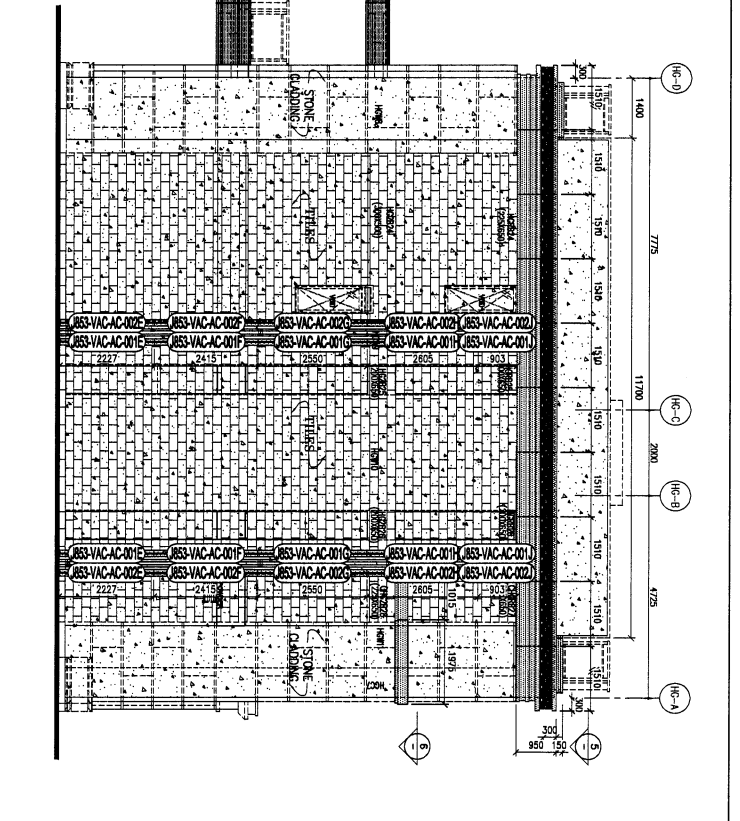 HG-D
HG-C
HG-B
HG-A
300
1400
7775
11700
2000
4725
300
1510
1510
1510
1510
1510
1510
1510
1510
1510
1510
STONE
CLADDING
TILES
TILES
STONE
CLADDING
J853-VAC-AC-002E
J853-VAC-AC-002F
J853-VAC-AC-002G
J853-VAC-AC-002H
J853-VAC-AC-002J
J853-VAC-AC-001E
J853-VAC-AC-001F
J853-VAC-AC-001G
J853-VAC-AC-001H
J853-VAC-AC-001J
2227
2415
2550
2605
903
J853-VAC-AC-001E
J853-VAC-AC-001F
J853-VAC-AC-001G
J853-VAC-AC-001H
J853-VAC-AC-001J
J853-VAC-AC-002E
J853-VAC-AC-002F
J853-VAC-AC-002G
J853-VAC-AC-002H
J853-VAC-AC-002J
2227
2415
2550
2605
903
1015
1975
300
950
150
5
-
6
-